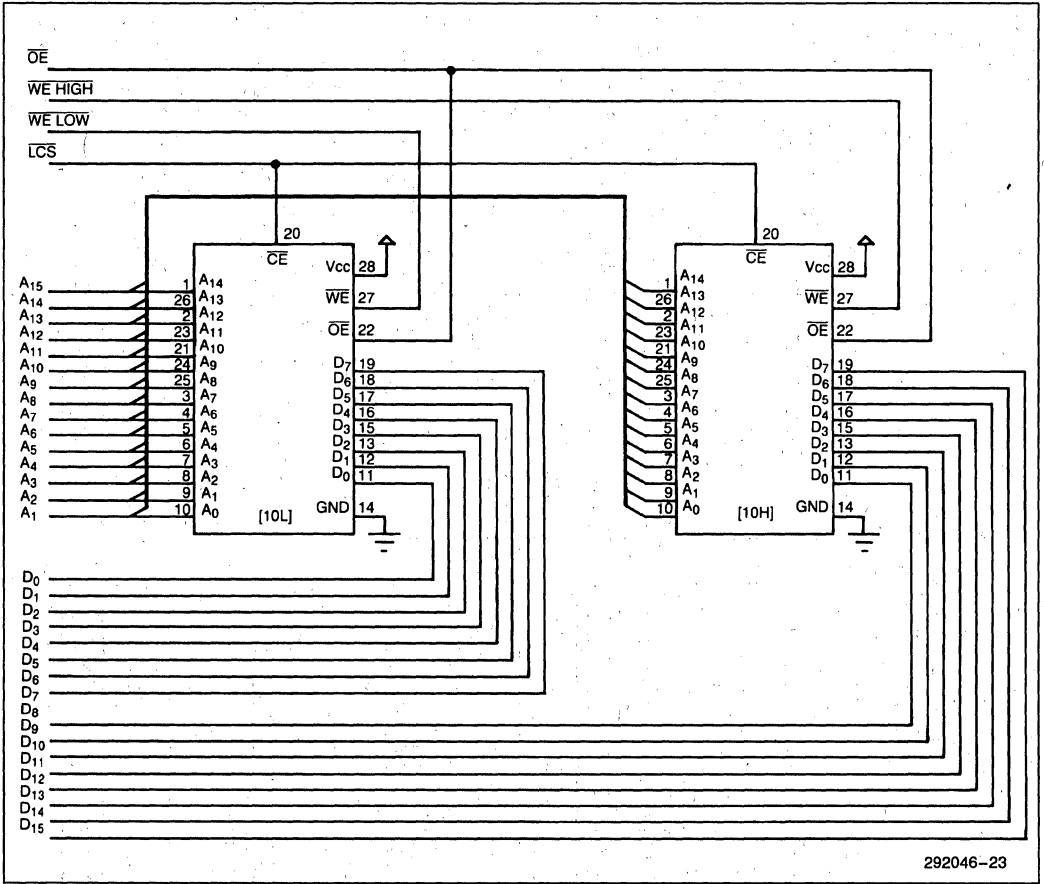 OE
WE HIGH
WE LOW
LCS
A15
A14
A13
A12
A11
A10
A9
A8
A7
A6
A5
A4
A3
A2
A1
20
CE
1 A14
26 A13
2 A12
23 A11
21 A10
24 A9
25 A8
3 A7
4 A6
5 A5
6 A4
7 A3
8 A2
9 A1
10 A0
Vcc 28
WE 27
OE 22
D7 19
D6 18
D5 17
D4 16
D3 15
D2 13
D1 12
D0 11
GND 14
[10L]
20
CE
1 A14
26 A13
2 A12
23 A11
21 A10
24 A9
25 A8
3 A7
4 A6
5 A5
6 A4
7 A3
8 A2
9 A1
10 A0
Vcc 28
WE 27
OE 22
D7 19
D6 18
D5 17
D4 16
D3 15
D2 13
D1 12
D0 11
GND 14
[10H]
D0
D1
D2
D3
D4
D5
D6
D7
D8
D9
D10
D11
D12
D13
D14
D15
292046-23